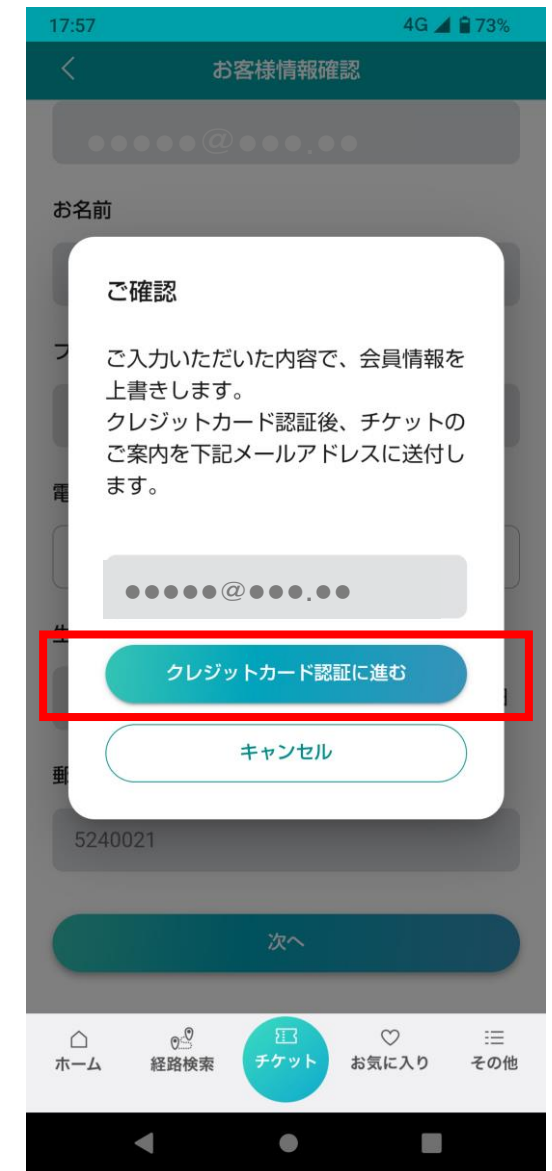 17:57 4G 73%
お客様情報確認
●●●●●@●●●.●●
お名前
ご確認
フ
ご入力いただいた内容で、会員情報を
上書きします。
クレジットカード認証後、チケットの
ご案内を下記メールアドレスに送付し
ます。
電
●●●●●@●●●.●●
クレジットカード認証に進む
キャンセル
郵
5240021
次へ
ホーム 経路検索 チケット お気に入り その他